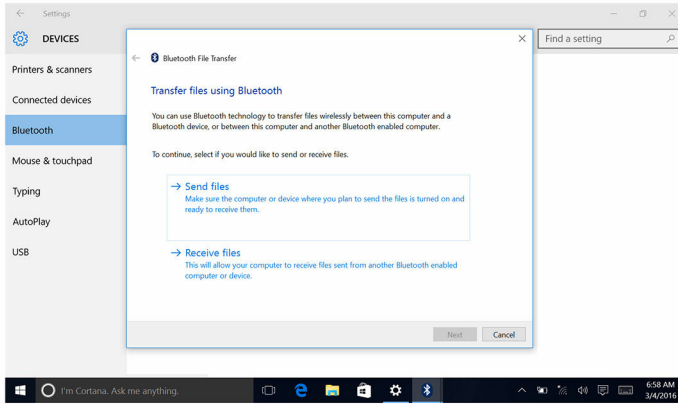 Settings
DEVICES
Find a setting
Printers & scanners
Connected devices
Bluetooth
Mouse & touchpad
Typing
AutoPlay
USB
Bluetooth File Transfer
Transfer files using Bluetooth
You can use Bluetooth technology to transfer files wirelessly between this computer and a
Bluetooth device, or between this computer and another Bluetooth enabled computer.
To continue, select if you would like to send or receive files.
Send files
Make sure the computer or device where you plan to send the files is turned on and
ready to receive them.
Receive files
This will allow your computer to receive files sent from another Bluetooth enabled
computer or device.
Next
Cancel
I'm Cortana. Ask me anything.
6:58 AM
3/4/2016